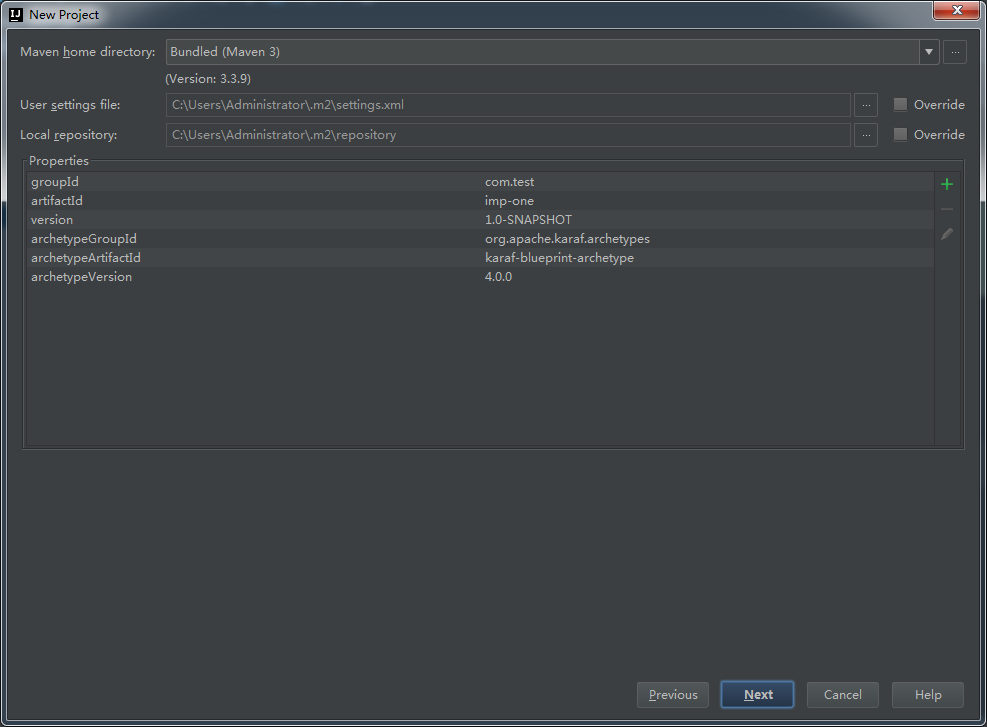 New Project
Maven home directory: Bundled (Maven 3) ...
(Version: 3.3.9)
User settings file: C:\Users\Administrator\.m2\settings.xml ... Override
Local repository: C:\Users\Administrator\.m2\repository ... Override
Properties
groupId com.test
artifactId imp-one
version 1.0-SNAPSHOT
archetypeGroupId org.apache.karaf.archetypes
archetypeArtifactId karaf-blueprint-archetype
archetypeVersion 4.0.0
Previous Next Cancel Help